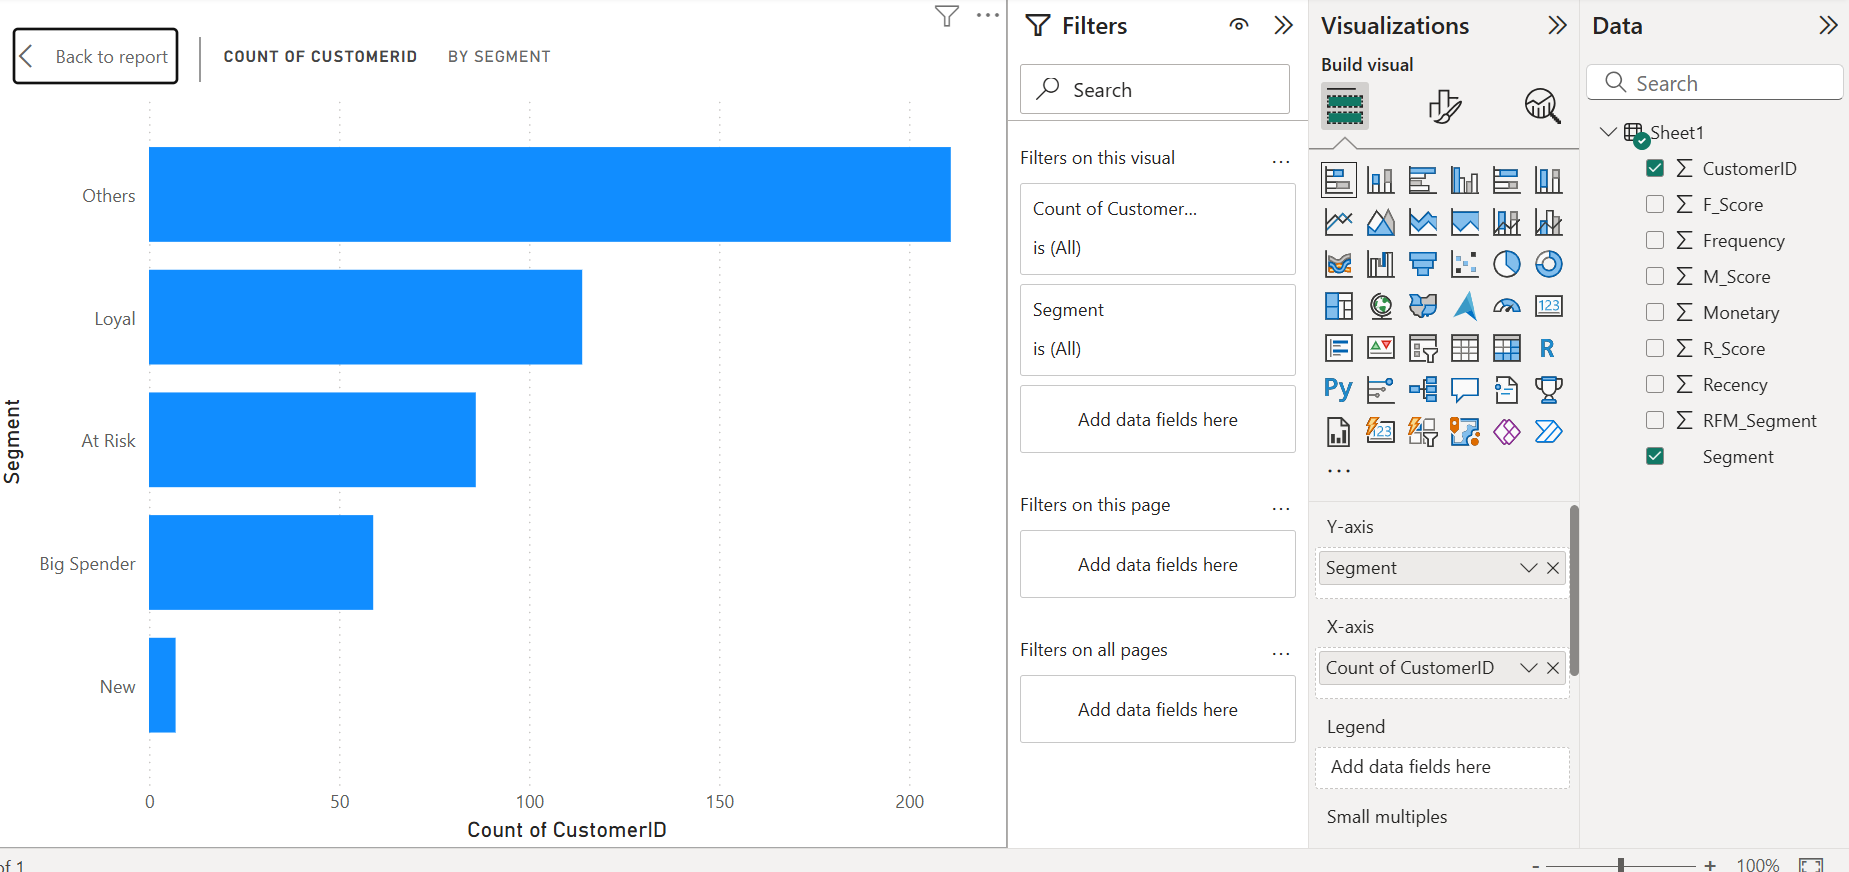 Back to report
COUNT OF CUSTOMERID
BY SEGMENT
Segment
Others
Loyal
At Risk
Big Spender
New
0
50
100
150
200
Count of CustomerID
Filters
Search
Filters on this visual
...
Count of Customer...
is (All)
Segment
is (All)
Add data fields here
Filters on this page
...
Add data fields here
Filters on all pages
...
Add data fields here
Visualizations
Build visual
123
R
Py
123
...
Y-axis
Segment
X-axis
Count of CustomerID
Legend
Add data fields here
Small multiples
Data
Search
Sheet1
CustomerID
F_Score
Frequency
M_Score
Monetary
R_Score
Recency
RFM_Segment
Segment
of 1
- + 100%